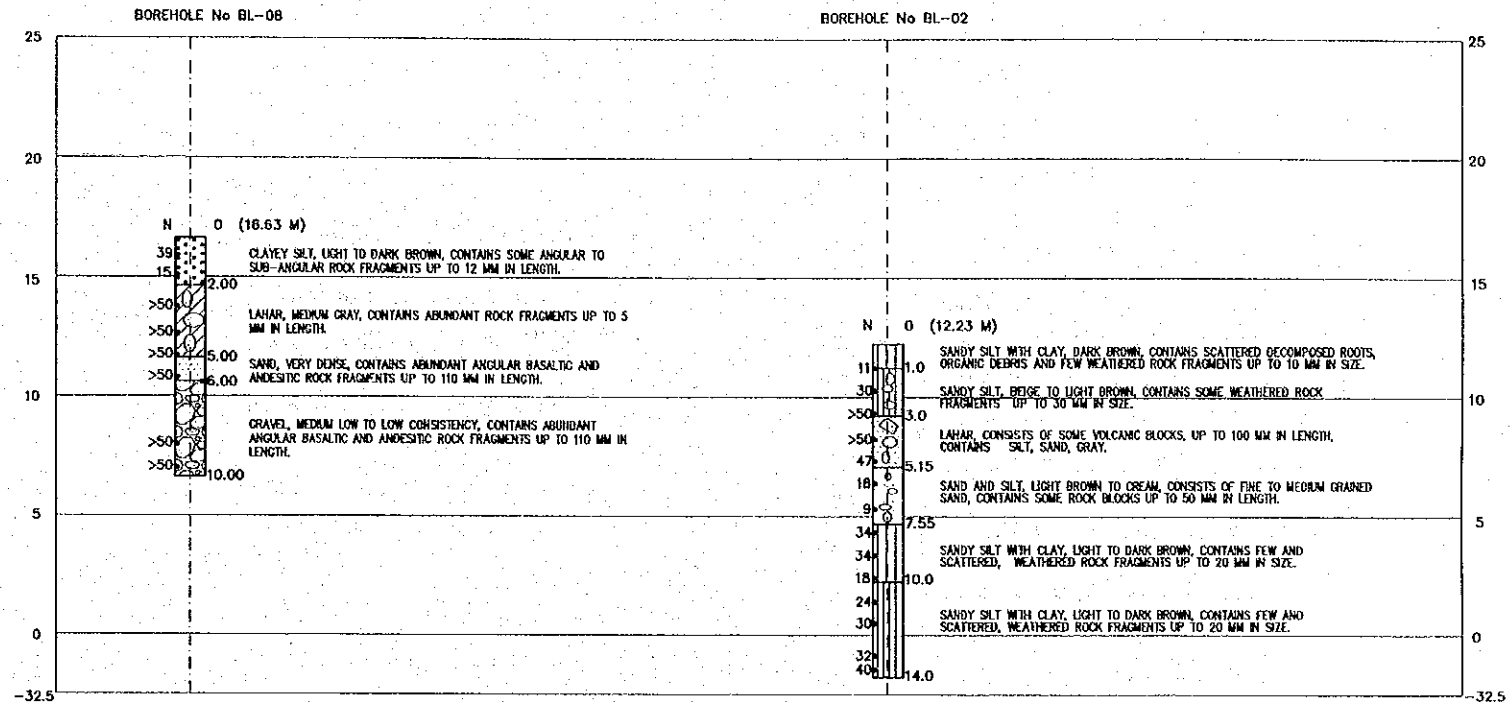 BOREHOLE No BL-08
BOREHOLE No BL-02
25
25
20
20
N 0 (16.63 M)
39
CLAYEY SILT, LIGHT TO DARK BROWN, CONTAINS SOME ANGULAR TO
SUB-ANGULAR ROCK FRAGMENTS UP TO 12 MM IN LENGTH.
15
15
15
2.00
>50
LAHAR, MEDIUM GRAY, CONTAINS ABUNDANT ROCK FRAGMENTS UP TO 5
MM IN LENGTH.
>50
>50
5.00
SAND, VERY DENSE, CONTAINS ABUNDANT ANGULAR BASALTIC AND
ANDESITIC ROCK FRAGMENTS UP TO 110 MM IN LENGTH.
>50
6.00
10
10
GRAVEL, MEDIUM LOW TO LOW CONSISTENCY, CONTAINS ABUNDANT
ANGULAR BASALTIC AND ANDESITIC ROCK FRAGMENTS UP TO 110 MM IN
LENGTH.
>50
>50
10.00
N 0 (12.23 M)
SANDY SILT WITH CLAY, DARK BROWN, CONTAINS SCATTERED DECOMPOSED ROOTS,
ORGANIC DEBRIS AND FEW WEATHERED ROCK FRAGMENTS UP TO 10 MM IN SIZE.
11
1.0
30
SANDY SILT, BEIGE TO LIGHT BROWN, CONTAINS SOME WEATHERED ROCK
FRAGMENTS UP TO 30 MM IN SIZE.
>50
3.0
>50
LAHAR, CONSISTS OF SOME VOLCANIC BLOCKS, UP TO 100 MM IN LENGTH,
CONTAINS SILT, SAND, GRAY.
47
5.15
18
SAND AND SILT, LIGHT BROWN TO CREAM, CONSISTS OF FINE TO MEDIUM GRAINED
SAND, CONTAINS SOME ROCK BLOCKS UP TO 50 MM IN LENGTH.
9
5
5
7.55
34
34
SANDY SILT WITH CLAY, LIGHT TO DARK BROWN, CONTAINS FEW AND
SCATTERED, WEATHERED ROCK FRAGMENTS UP TO 20 MM IN SIZE.
18
10.0
24
30
SANDY SILT WITH CLAY, LIGHT TO DARK BROWN, CONTAINS FEW AND
SCATTERED, WEATHERED ROCK FRAGMENTS UP TO 20 MM IN SIZE.
0
0
32
40
14.0
-32.5
-32.5